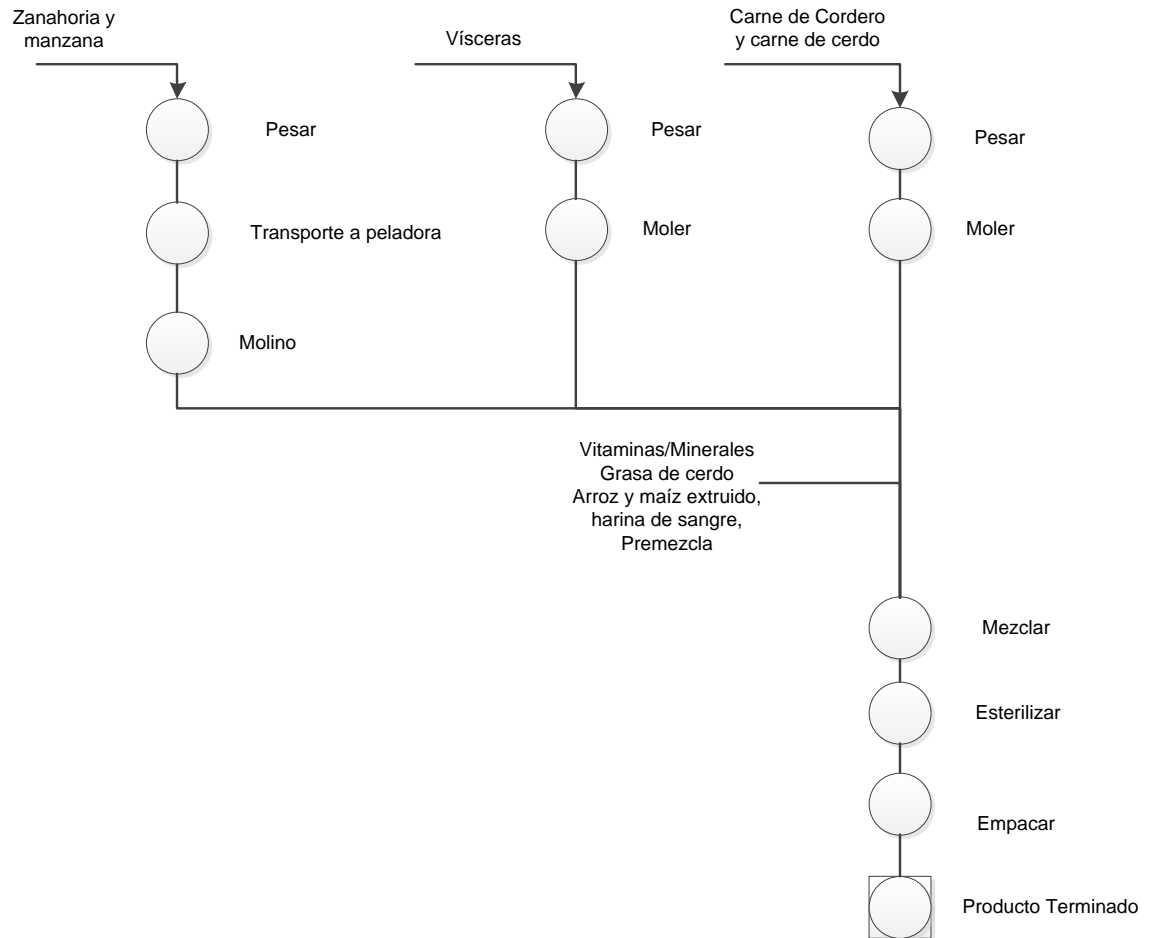 Zanahoria y
manzana
Vísceras
Carne de Cordero
y carne de cerdo
Pesar
Pesar
Pesar
Transporte a peladora
Moler
Moler
Molino
Vitaminas/Minerales
Grasa de cerdo
Arroz y maíz extruido,
harina de sangre,
Premezcla
Mezclar
Esterilizar
Empacar
Producto Terminado